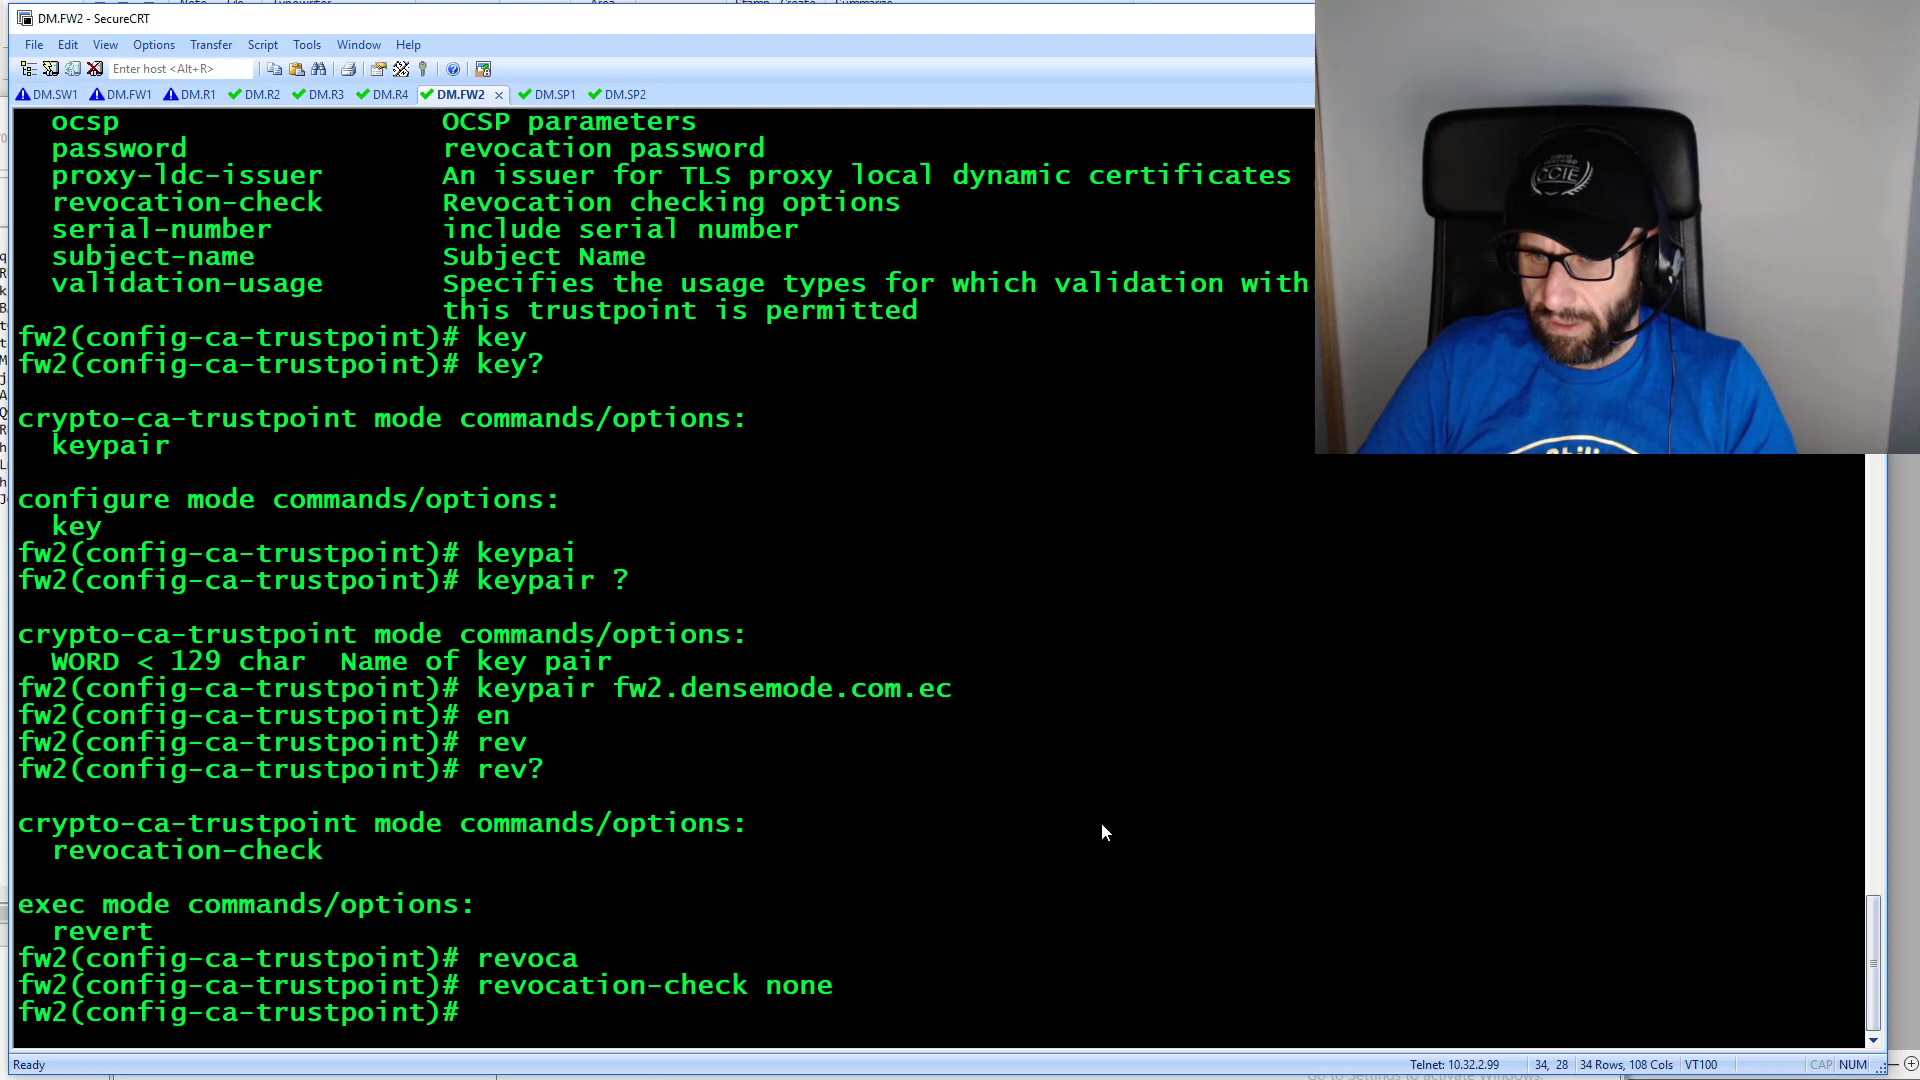 DM.FW2 - SecureCRT
File Edit View Options Transfer Script Tools Window Help
Enter host <Alt+R>
DM.SW1 DM.FW1 DM.R1 DM.R2 DM.R3 DM.R4 DM.FW2 DM.SP1 DM.SP2
ocsp OCSP parameters
password revocation password
proxy-ldc-issuer An issuer for TLS proxy local dynamic certificates
revocation-check Revocation checking options
serial-number include serial number
subject-name Subject Name
validation-usage Specifies the usage types for which validation with
this trustpoint is permitted
fw2(config-ca-trustpoint)# key
fw2(config-ca-trustpoint)# key?
crypto-ca-trustpoint mode commands/options:
keypair
configure mode commands/options:
key
fw2(config-ca-trustpoint)# keypai
fw2(config-ca-trustpoint)# keypair ?
crypto-ca-trustpoint mode commands/options:
WORD < 129 char Name of key pair
fw2(config-ca-trustpoint)# keypair fw2.densemode.com.ec
fw2(config-ca-trustpoint)# en
fw2(config-ca-trustpoint)# rev
fw2(config-ca-trustpoint)# rev?
crypto-ca-trustpoint mode commands/options:
revocation-check
exec mode commands/options:
revert
fw2(config-ca-trustpoint)# revoca
fw2(config-ca-trustpoint)# revocation-check none
fw2(config-ca-trustpoint)#
Ready Telnet: 10.32.2.99 34, 28 34 Rows, 108 Cols VT100 CAP NUM
CCIE